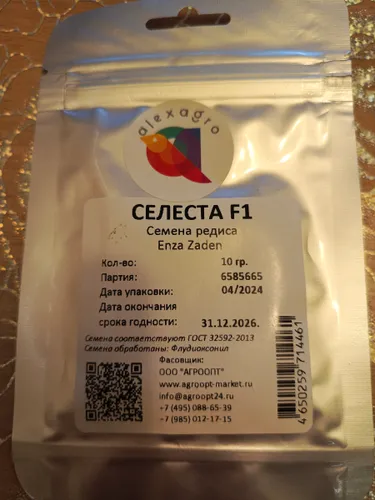 alexagro
СЕЛЕСТА F1
Семена редиса
Enza Zaden
Кол-во: 10 гр.
Партия: 6585665
Дата упаковки: 04/2024
Дата окончания
срока годности: 31.12.2026.
Семена соответствуют ГОСТ 32592-2013
Семена обработаны: Флудиоксонил
Фасовщик:
ООО "АГРООПТ"
www.agroopt-market.ru
info@agroopt24.ru
+7 (495) 088-65-39
+7 (985) 012-17-15
4650259714461